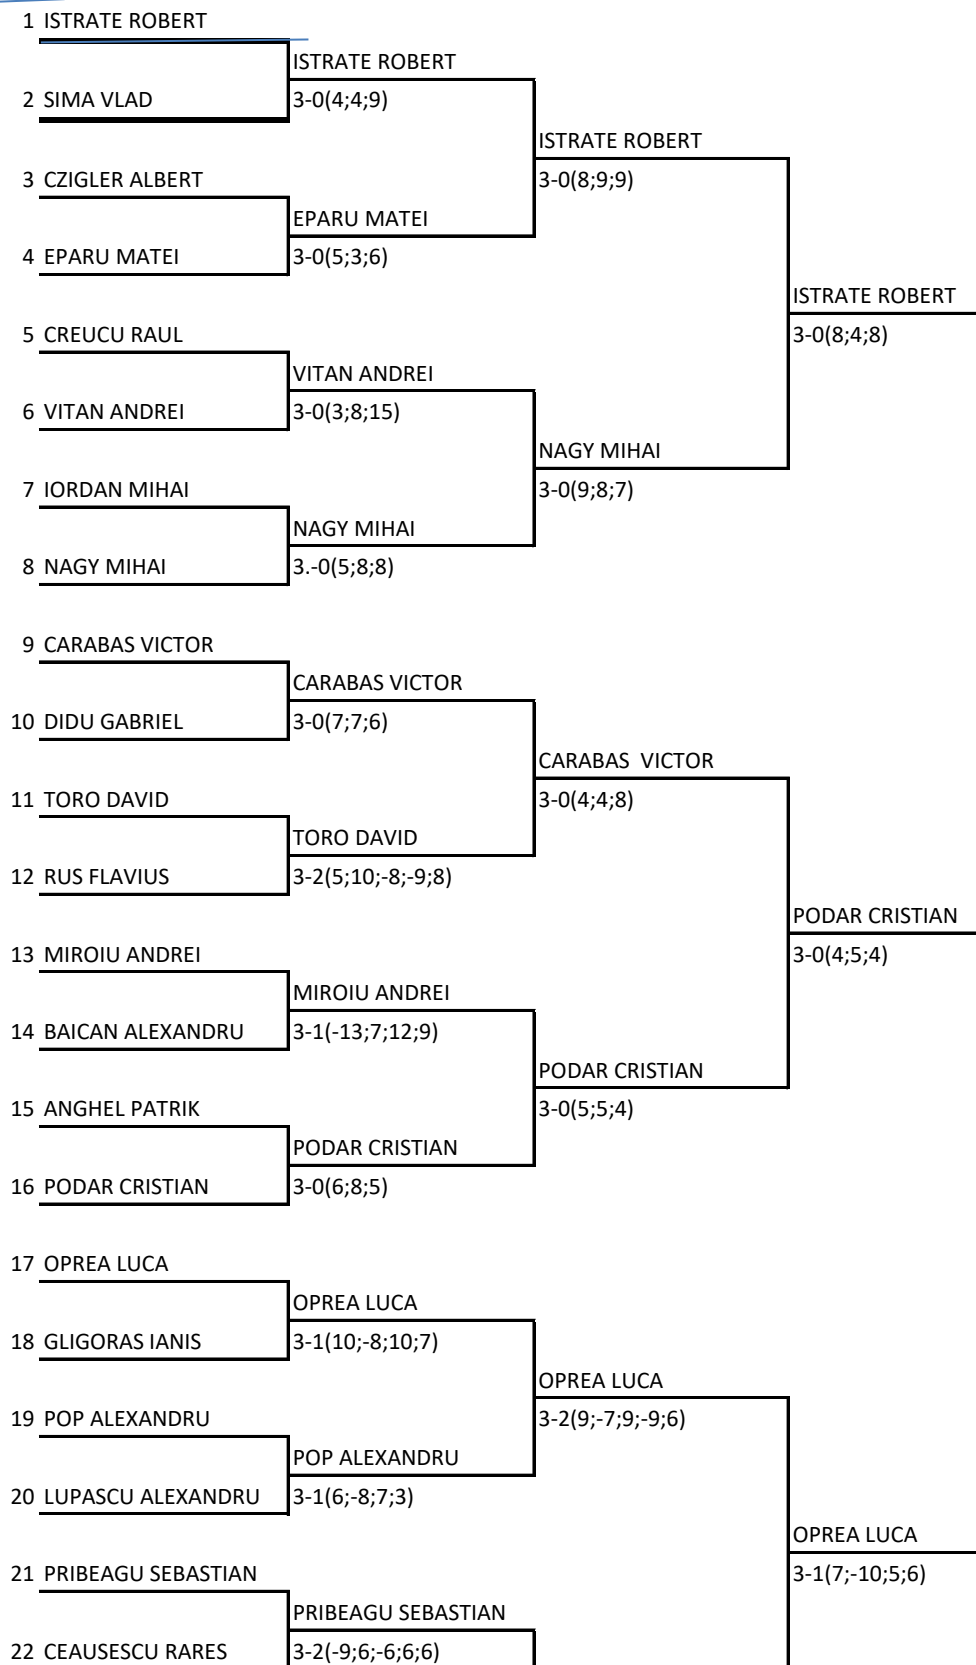 1 ISTRATE ROBERT
ISTRATE ROBERT
2 SIMA VLAD 3-0(4;4;9)
ISTRATE ROBERT
3 CZIGLER ALBERT 3-0(8;9;9)
EPARU MATEI
4 EPARU MATEI 3-0(5;3;6)
ISTRATE ROBERT
5 CREUCU RAUL 3-0(8;4;8)
VITAN ANDREI
6 VITAN ANDREI 3-0(3;8;15)
NAGY MIHAI
7 IORDAN MIHAI 3-0(9;8;7)
NAGY MIHAI
8 NAGY MIHAI 3.-0(5;8;8)
9 CARABAS VICTOR
CARABAS VICTOR
10 DIDU GABRIEL 3-0(7;7;6)
CARABAS  VICTOR
11 TORO DAVID 3-0(4;4;8)
TORO DAVID
12 RUS FLAVIUS 3-2(5;10;-8;-9;8)
PODAR CRISTIAN
13 MIROIU ANDREI 3-0(4;5;4)
MIROIU ANDREI
14 BAICAN ALEXANDRU 3-1(-13;7;12;9)
PODAR CRISTIAN
15 ANGHEL PATRIK 3-0(5;5;4)
PODAR CRISTIAN
16 PODAR CRISTIAN 3-0(6;8;5)
17 OPREA LUCA
OPREA LUCA
18 GLIGORAS IANIS 3-1(10;-8;10;7)
OPREA LUCA
19 POP ALEXANDRU 3-2(9;-7;9;-9;6)
POP ALEXANDRU
20 LUPASCU ALEXANDRU 3-1(6;-8;7;3)
OPREA LUCA
21 PRIBEAGU SEBASTIAN 3-1(7;-10;5;6)
PRIBEAGU SEBASTIAN
22 CEAUSESCU RARES 3-2(-9;6;-6;6;6)